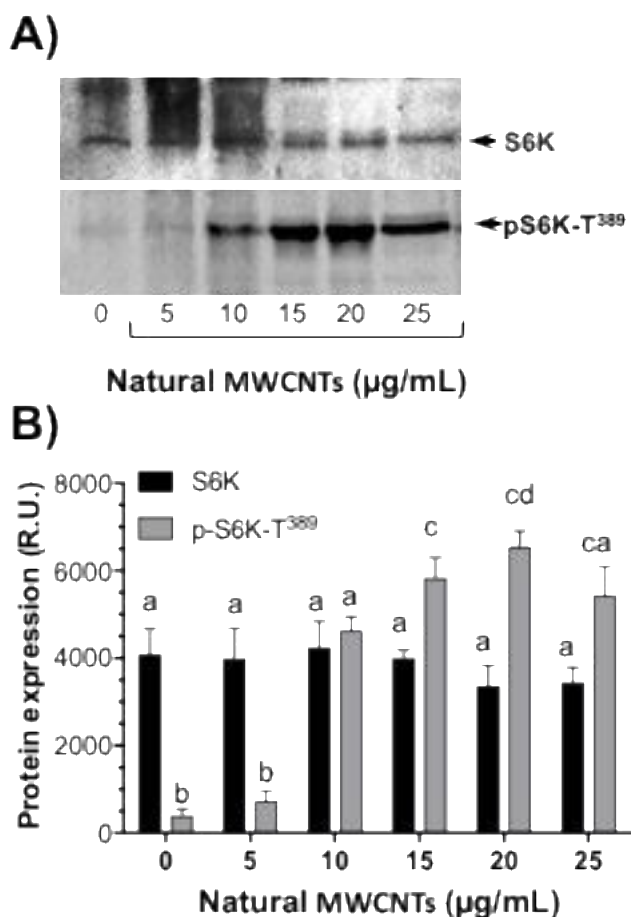 A)
S6K
pS6K-T³⁸⁹
0 5 10 15 20 25
Natural MWCNTs (µg/mL)
B)
S6K
p-S6K-T³⁸⁹
Protein expression (R.U.)
8000
6000
4000
2000
0
a b a b a a a c a cd a ca
0 5 10 15 20 25
Natural MWCNTs (µg/mL)